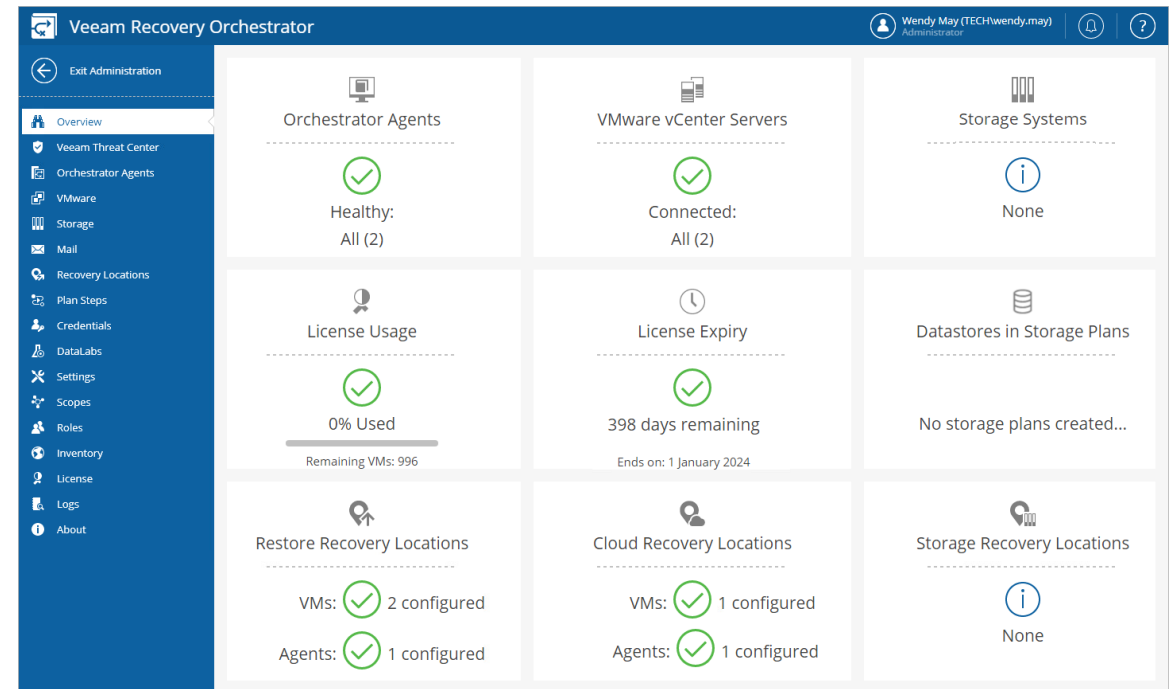 Veeam Recovery Orchestrator
Wendy May (TECH\wendy.may)
Administrator
?
Exit Administration
Overview
Veeam Threat Center
Orchestrator Agents
VMware
Storage
Mail
Recovery Locations
Plan Steps
Credentials
DataLabs
Settings
Scopes
Roles
Inventory
License
Logs
About
Orchestrator Agents
Healthy:
All (2)
VMware vCenter Servers
Connected:
All (2)
Storage Systems
None
License Usage
0% Used
Remaining VMs: 996
License Expiry
398 days remaining
Ends on: 1 January 2024
Datastores in Storage Plans
No storage plans created...
Restore Recovery Locations
VMs: 2 configured
Agents: 1 configured
Cloud Recovery Locations
VMs: 1 configured
Agents: 1 configured
Storage Recovery Locations
None